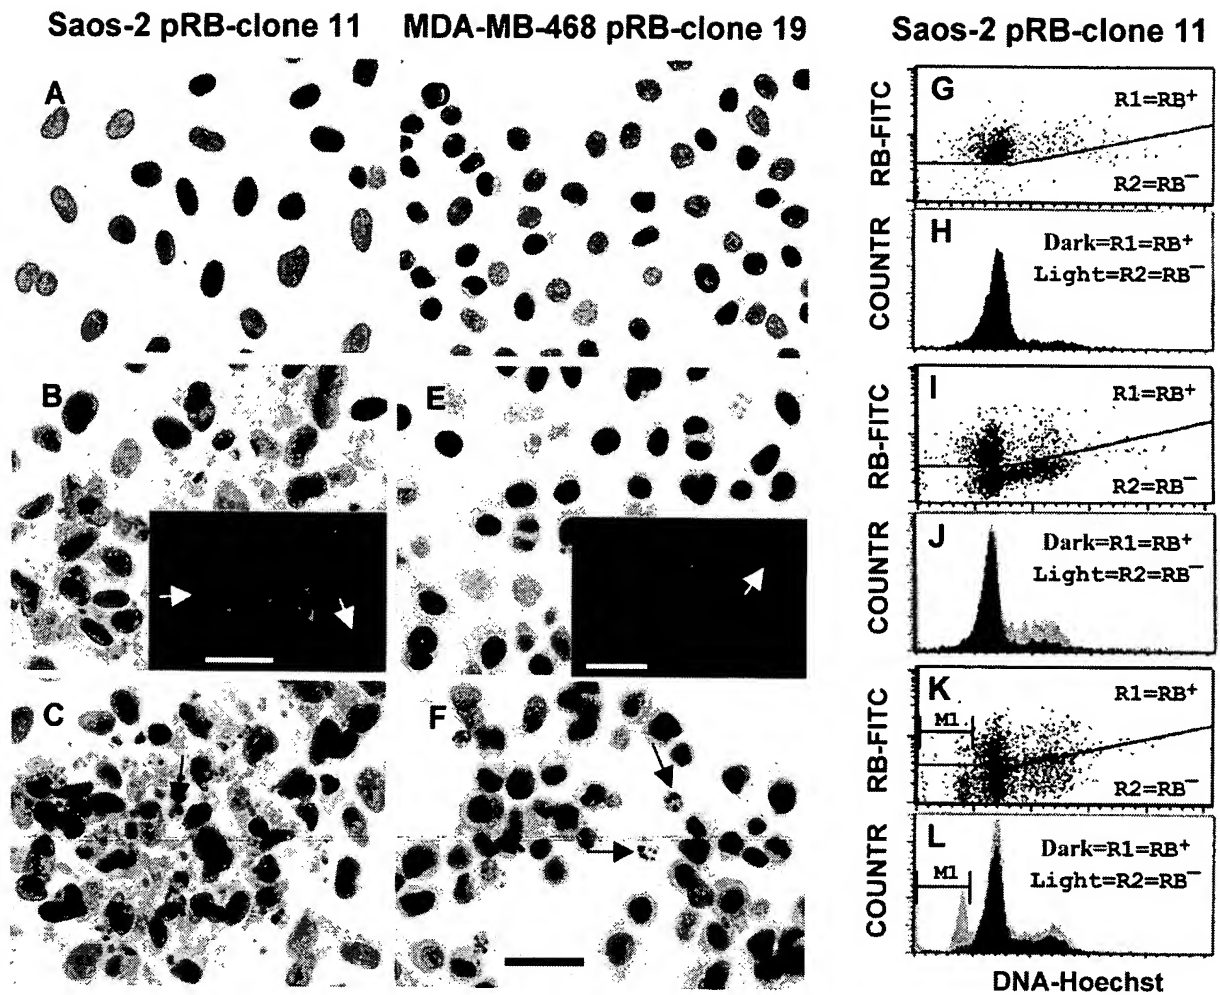 Saos-2 pRB-clone 11
MDA-MB-468 pRB-clone 19
Saos-2 pRB-clone 11
A
D
B
E
C
F
G
R1=RB+
R2=RB−
RB-FITC
H
Dark=R1=RB+
Light=R2=RB−
COUNTR
I
R1=RB+
R2=RB−
RB-FITC
J
Dark=R1=RB+
Light=R2=RB−
COUNTR
K
R1=RB+
M1
R2=RB−
RB-FITC
L
Dark=R1=RB+
M1
Light=R2=RB−
COUNTR
DNA-Hoechst